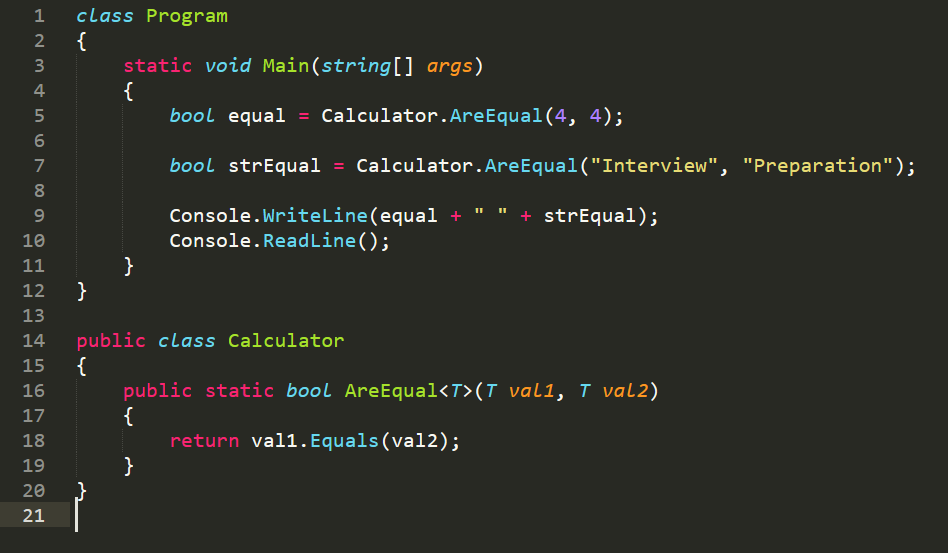 1 class Program
2 {
3     static void Main(string[] args)
4     {
5         bool equal = Calculator.AreEqual(4, 4);
6
7         bool strEqual = Calculator.AreEqual("Interview", "Preparation");
8
9         Console.WriteLine(equal + " " + strEqual);
10         Console.ReadLine();
11     }
12 }
13
14 public class Calculator
15 {
16     public static bool AreEqual<T>(T val1, T val2)
17     {
18         return val1.Equals(val2);
19     }
20 }
21